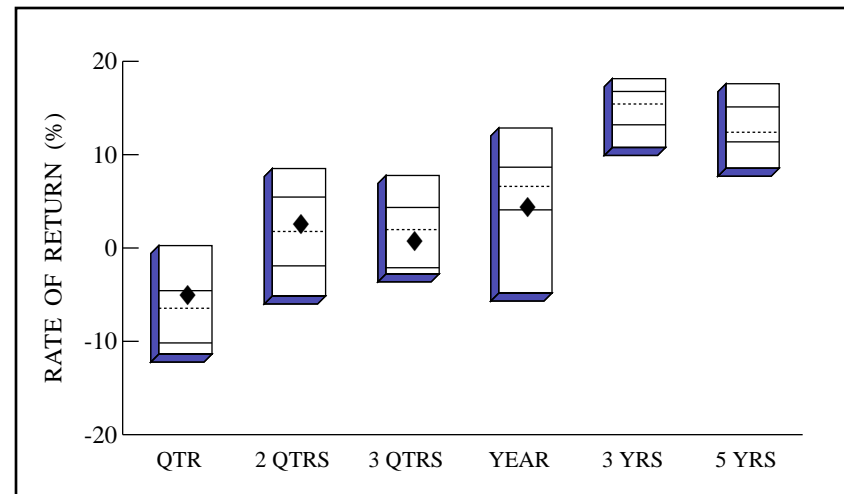 RATE OF RETURN (%)
20
10
0
-10
-20
QTR 2 QTRS 3 QTRS YEAR 3 YRS 5 YRS